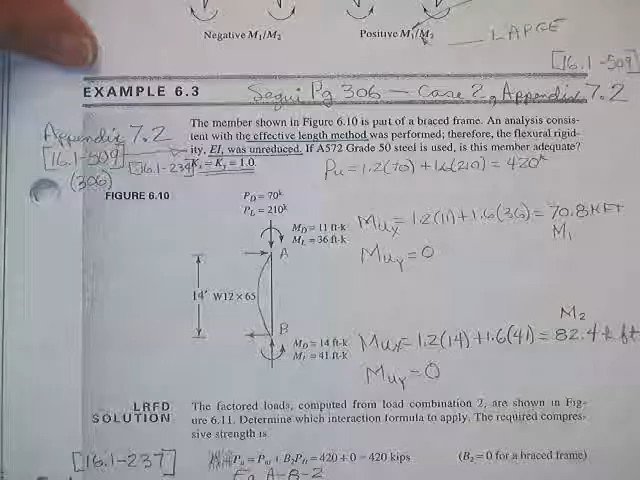 Negative M₁/M₂
Positive M₁/M₂
LARGE
[16.1-509]
EXAMPLE 6.3
Segui Pg 306 — Case 2, Appendix 7.2
The member shown in Figure 6.10 is part of a braced frame. An analysis consis-
tent with the effective length method was performed; therefore, the flexural rigid-
ity, EI, was unreduced. If A572 Grade 50 steel is used, is this member adequate?
Kₓ = Kᵧ = 1.0.
Appendix 7.2
[16.1-509]
[16.1-239]
(306)
Pu = 1.2(70) + 1.6(210) = 420ᵏ
FIGURE 6.10
P_D = 70ᵏ
P_L = 210ᵏ
M_D = 11 ft-k
M_L = 36 ft-k
A
Mux = 1.2(11) + 1.6(36) = 70.8 KFT
M₁
Muy = 0
14' W12 × 65
B
M_D = 14 ft-k
M_L = 41 ft-k
M₂
Mux = 1.2(14) + 1.6(41) = 82.4 k ft
Muy = 0
LRFD
SOLUTION
The factored loads, computed from load combination 2, are shown in Fig-
ure 6.11. Determine which interaction formula to apply. The required compres-
sive strength is
[16.1-237]
Pᵤ = Pₙₜ + B₂Pₗₜ = 420 + 0 = 420 kips
(B₂ = 0 for a braced frame)
Eq A-8-2